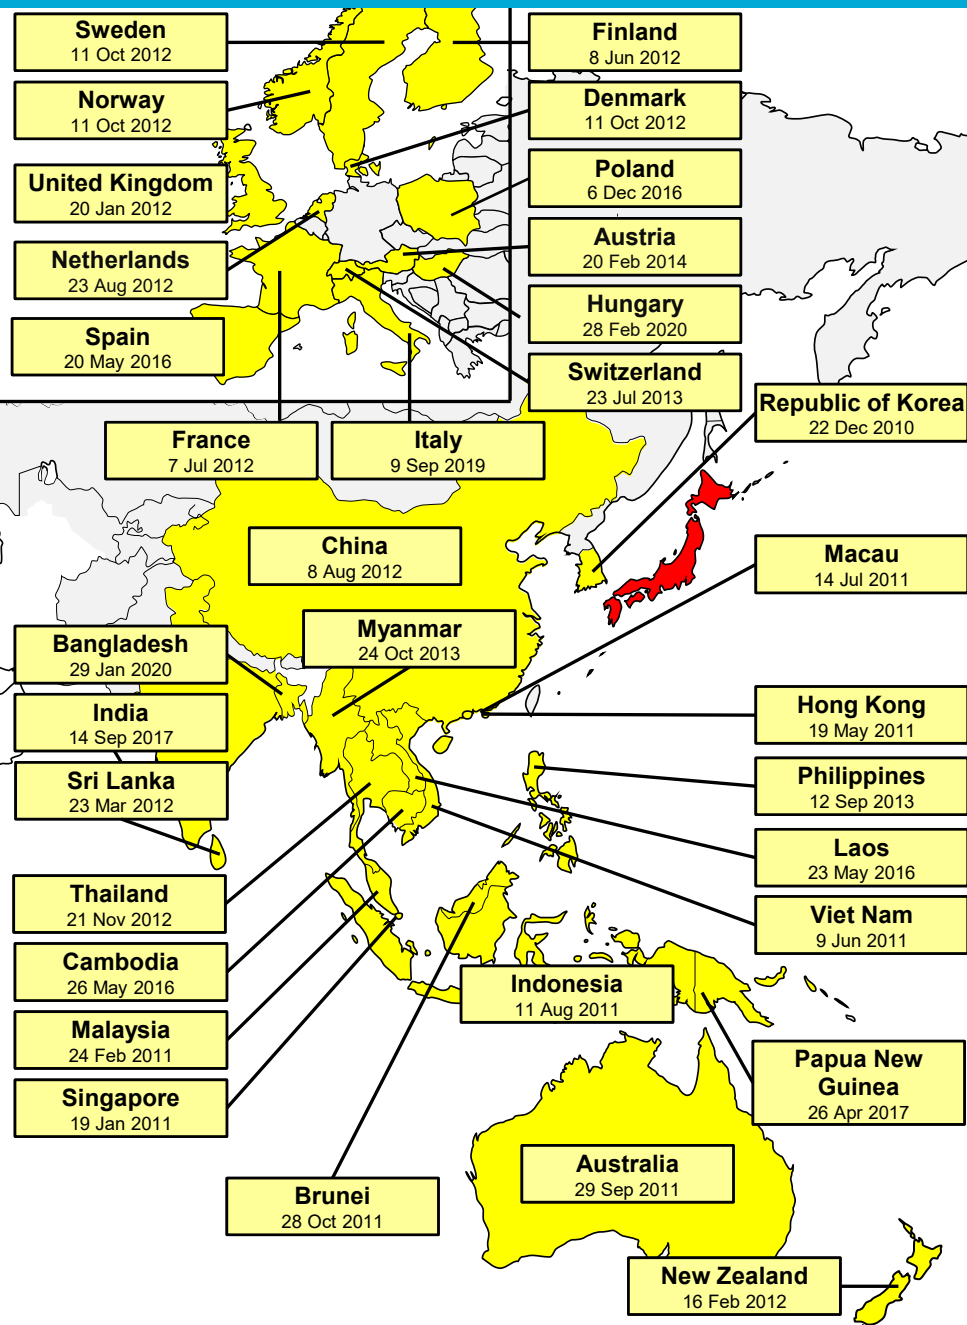 Sweden
11 Oct 2012
Finland
8 Jun 2012
Norway
11 Oct 2012
Denmark
11 Oct 2012
United Kingdom
20 Jan 2012
Poland
6 Dec 2016
Netherlands
23 Aug 2012
Austria
20 Feb 2014
Spain
20 May 2016
Hungary
28 Feb 2020
Switzerland
23 Jul 2013
Republic of Korea
22 Dec 2010
France
7 Jul 2012
Italy
9 Sep 2019
China
8 Aug 2012
Macau
14 Jul 2011
Myanmar
24 Oct 2013
Bangladesh
29 Jan 2020
India
14 Sep 2017
Hong Kong
19 May 2011
Sri Lanka
23 Mar 2012
Philippines
12 Sep 2013
Laos
23 May 2016
Thailand
21 Nov 2012
Viet Nam
9 Jun 2011
Cambodia
26 May 2016
Indonesia
11 Aug 2011
Malaysia
24 Feb 2011
Papua New
Guinea
26 Apr 2017
Singapore
19 Jan 2011
Australia
29 Sep 2011
Brunei
28 Oct 2011
New Zealand
16 Feb 2012